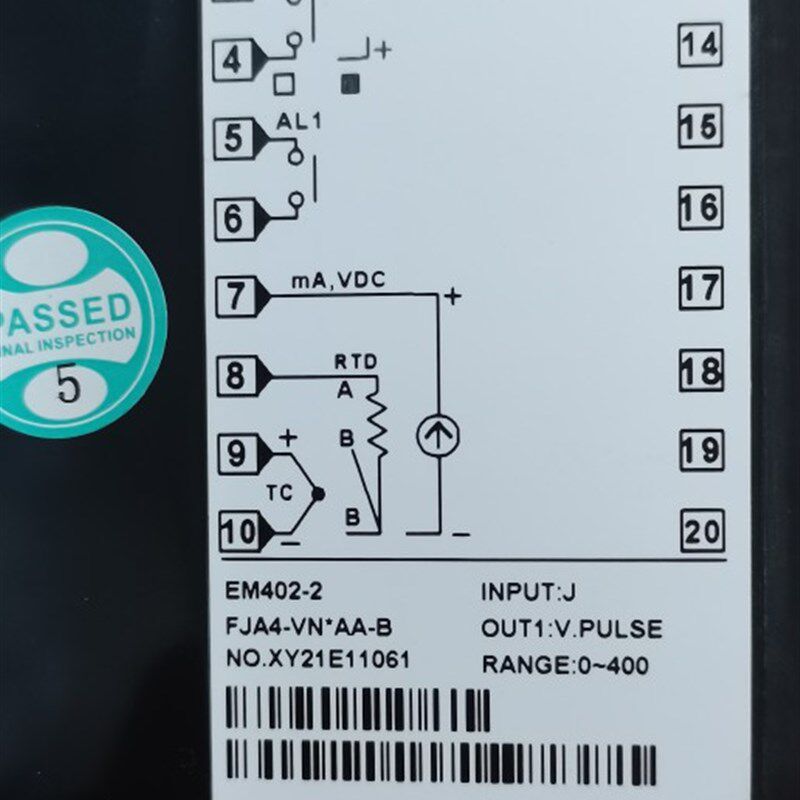 4
+
14
AL1
5
15
6
16
7
mA,VDC
+
17
PASSED
FINAL INSPECTION
5
8
RTD
A
18
9
+
B
19
TC
10
−
B
−
20
EM402-2
INPUT:J
FJA4-VN*AA-B
OUT1:V.PULSE
NO.XY21E11061
RANGE:0~400